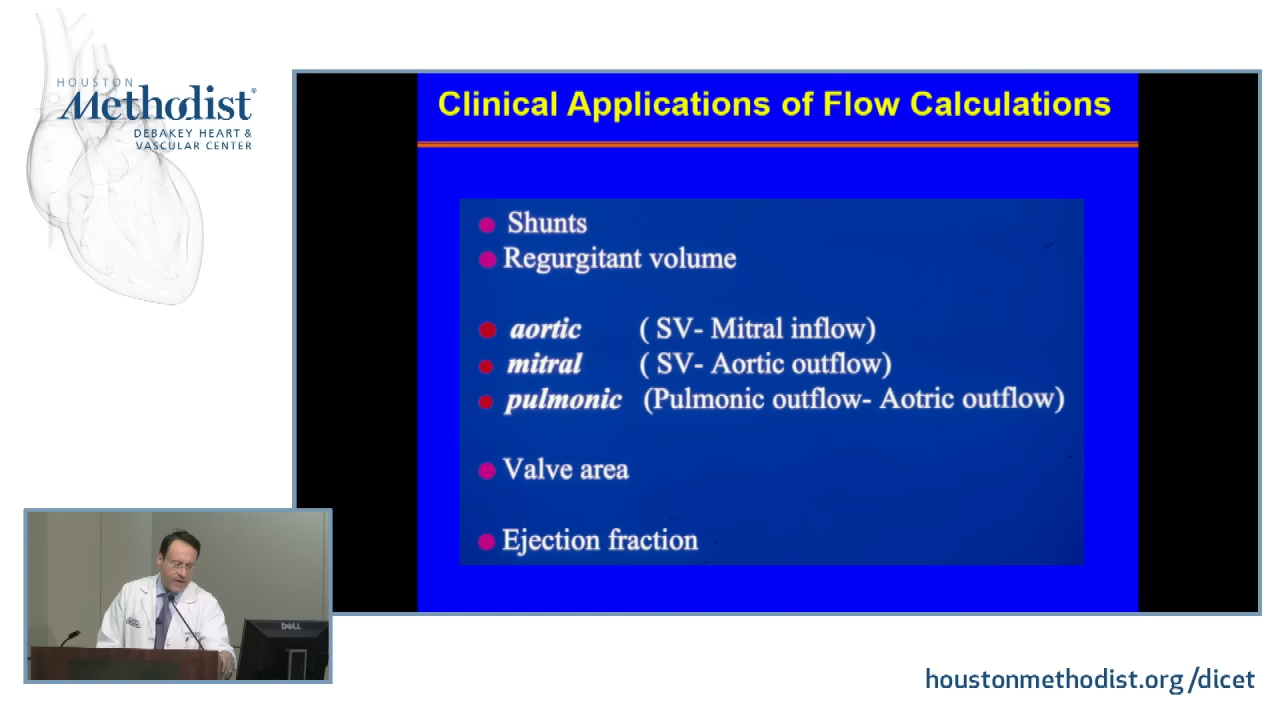 HOUSTON
Methodist®
DEBAKEY HEART &
VASCULAR CENTER
Clinical Applications of Flow Calculations
Shunts
Regurgitant volume
aortic ( SV- Mitral inflow)
mitral ( SV- Aortic outflow)
pulmonic (Pulmonic outflow- Aotric outflow)
Valve area
Ejection fraction
DELL
houstonmethodist.org/dicet